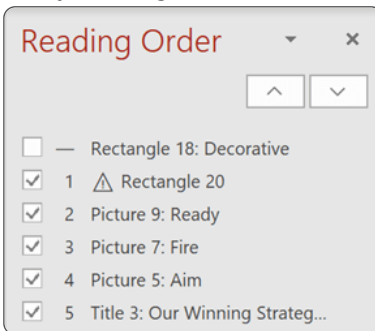 Reading Order
— Rectangle 18: Decorative
1 ⚠ Rectangle 20
2 Picture 9: Ready
3 Picture 7: Fire
4 Picture 5: Aim
5 Title 3: Our Winning Strateg...